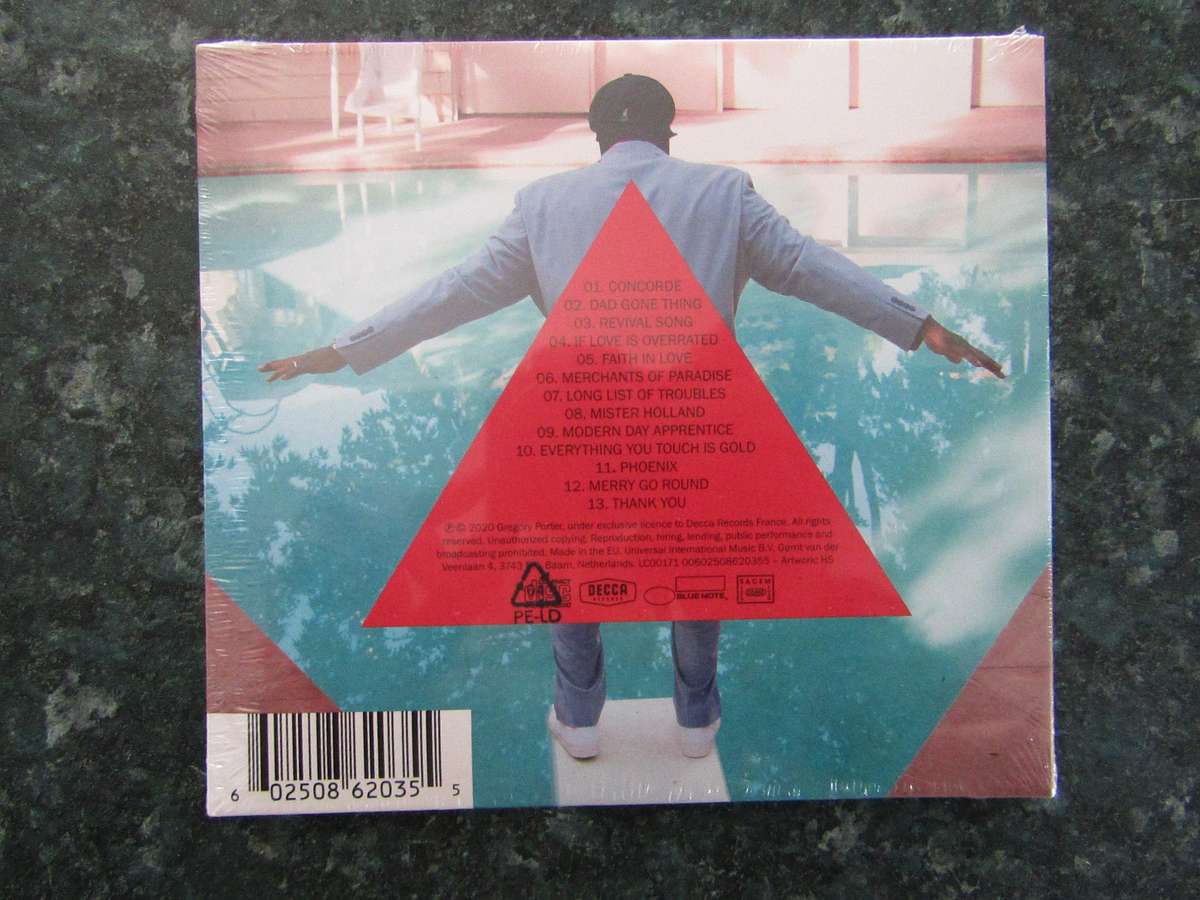 01. CONCORDE
02. DAD GONE THING
03. REVIVAL SONG
04. IF LOVE IS OVERRATED
05. FAITH IN LOVE
06. MERCHANTS OF PARADISE
07. LONG LIST OF TROUBLES
08. MISTER HOLLAND
09. MODERN DAY APPRENTICE
10. EVERYTHING YOU TOUCH IS GOLD
11. PHOENIX
12. MERRY GO ROUND
13. THANK YOU
℗© 2020 Gregory Porter, under exclusive licence to Decca Records France. All rights
reserved. Unauthorized copying. Reproduction, hiring, lending, public performance and
broadcasting prohibited. Made in the EU. Universal International Music B.V. Gerrit van der
Veenlaan 4, 3743 Baarn, Netherlands. LC00171 00602508620355 – Artwork: HS
04
PE-LD
DECCA
RECORDS
BLUE NOTE
SACEM
6 02508 62035 5